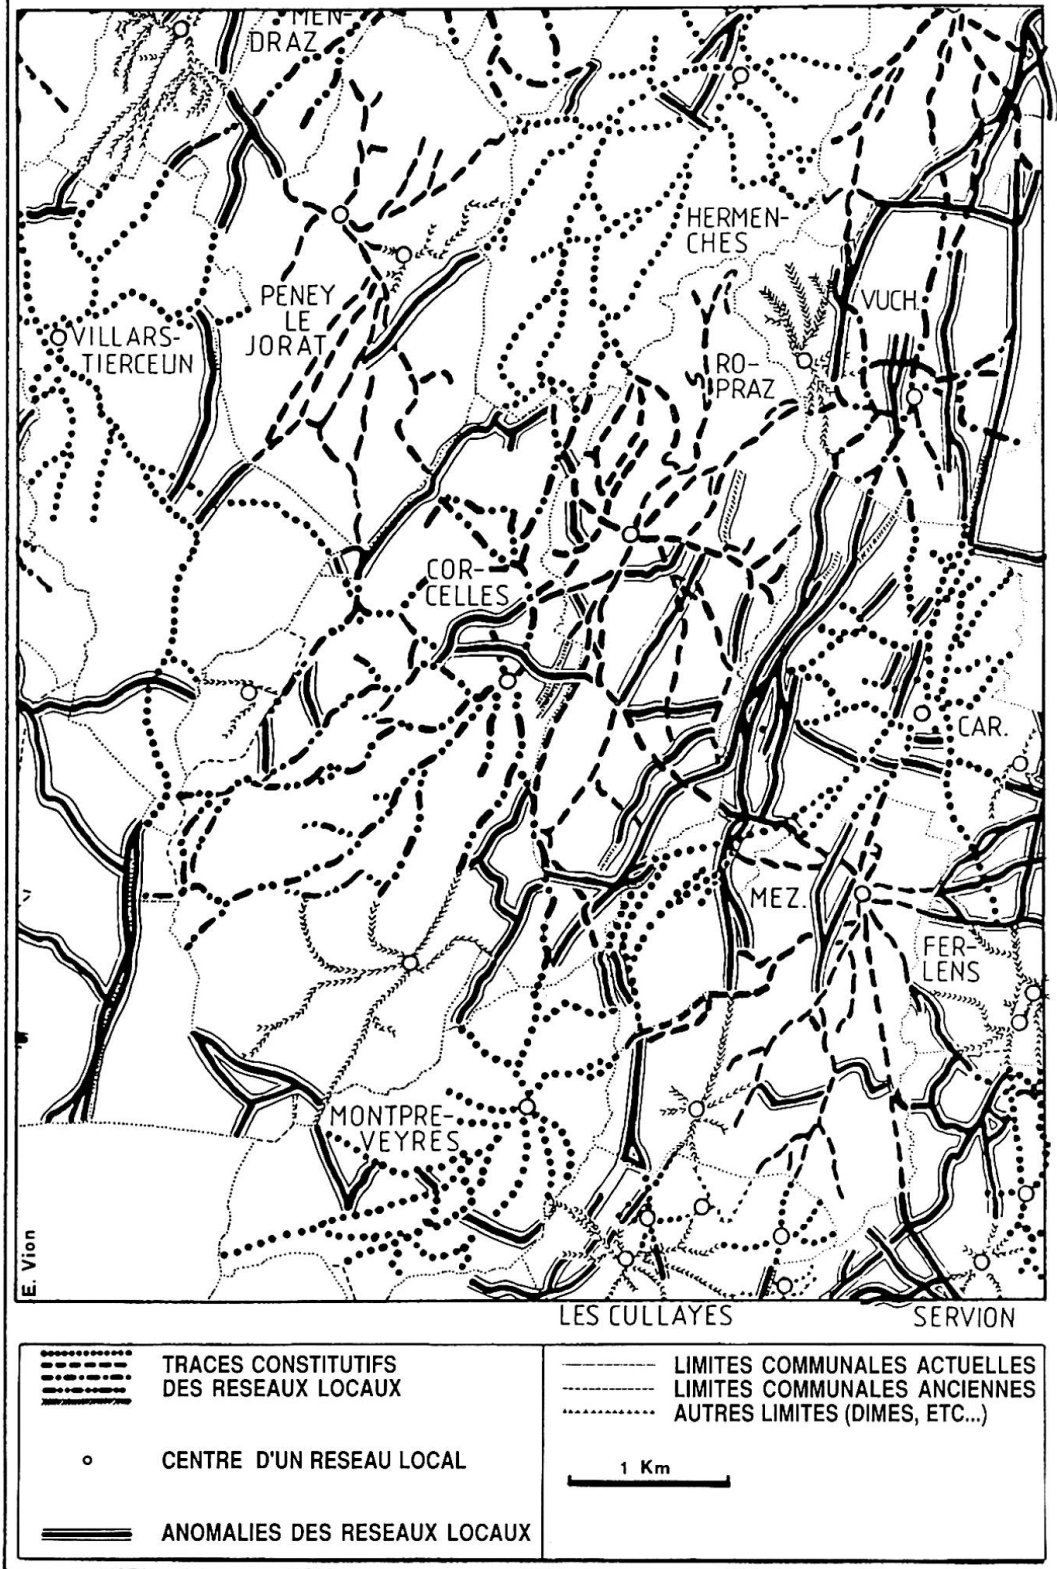 MEN-
DRAZ
HERMEN-
CHES
PENEY
LE
JORAT
VUCH.
VILLARS-
TIERCELIN
RO-
PRAZ
COR-
CELLES
CAR.
MEZ.
FER-
LENS
MONTPRE-
VEYRES
E. Vion
LES CULLAYES
SERVION
TRACES CONSTITUTIFS
DES RESEAUX LOCAUX
CENTRE D'UN RESEAU LOCAL
ANOMALIES DES RESEAUX LOCAUX
LIMITES COMMUNALES ACTUELLES
LIMITES COMMUNALES ANCIENNES
AUTRES LIMITES (DIMES, ETC...)
1 Km